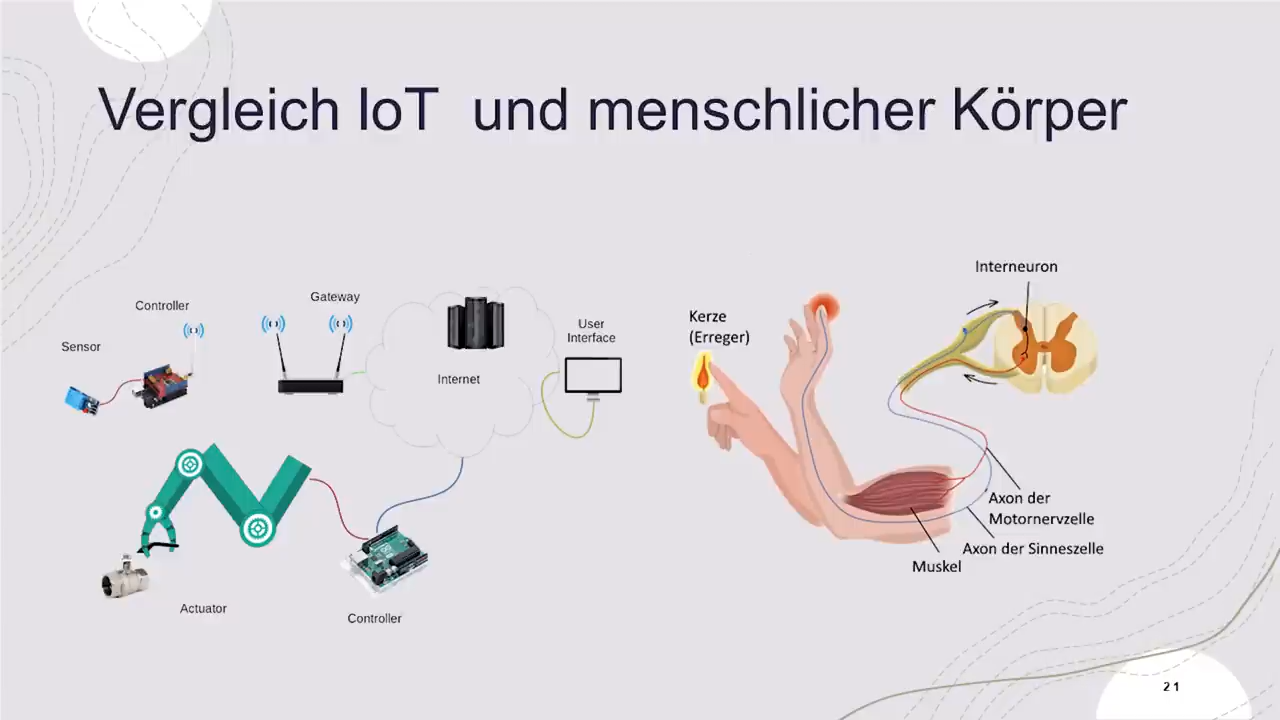 Vergleich IoT  und menschlicher Körper
Controller
Gateway
Sensor
Internet
User
Interface
Actuator
Controller
Interneuron
Kerze
(Erreger)
Axon der
Motornervzelle
Axon der Sinneszelle
Muskel
21